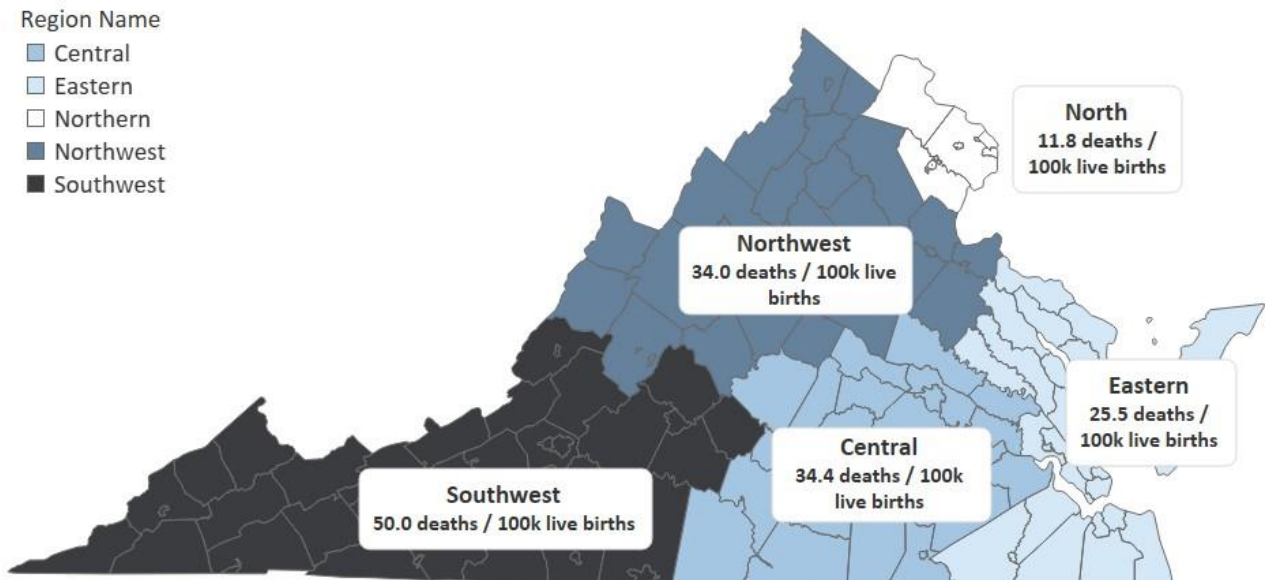 Region Name
Central
Eastern
Northern
Northwest
Southwest
North
11.8 deaths /
100k live births
Northwest
34.0 deaths / 100k live
births
Eastern
25.5 deaths /
100k live births
Central
34.4 deaths / 100k
live births
Southwest
50.0 deaths / 100k live births